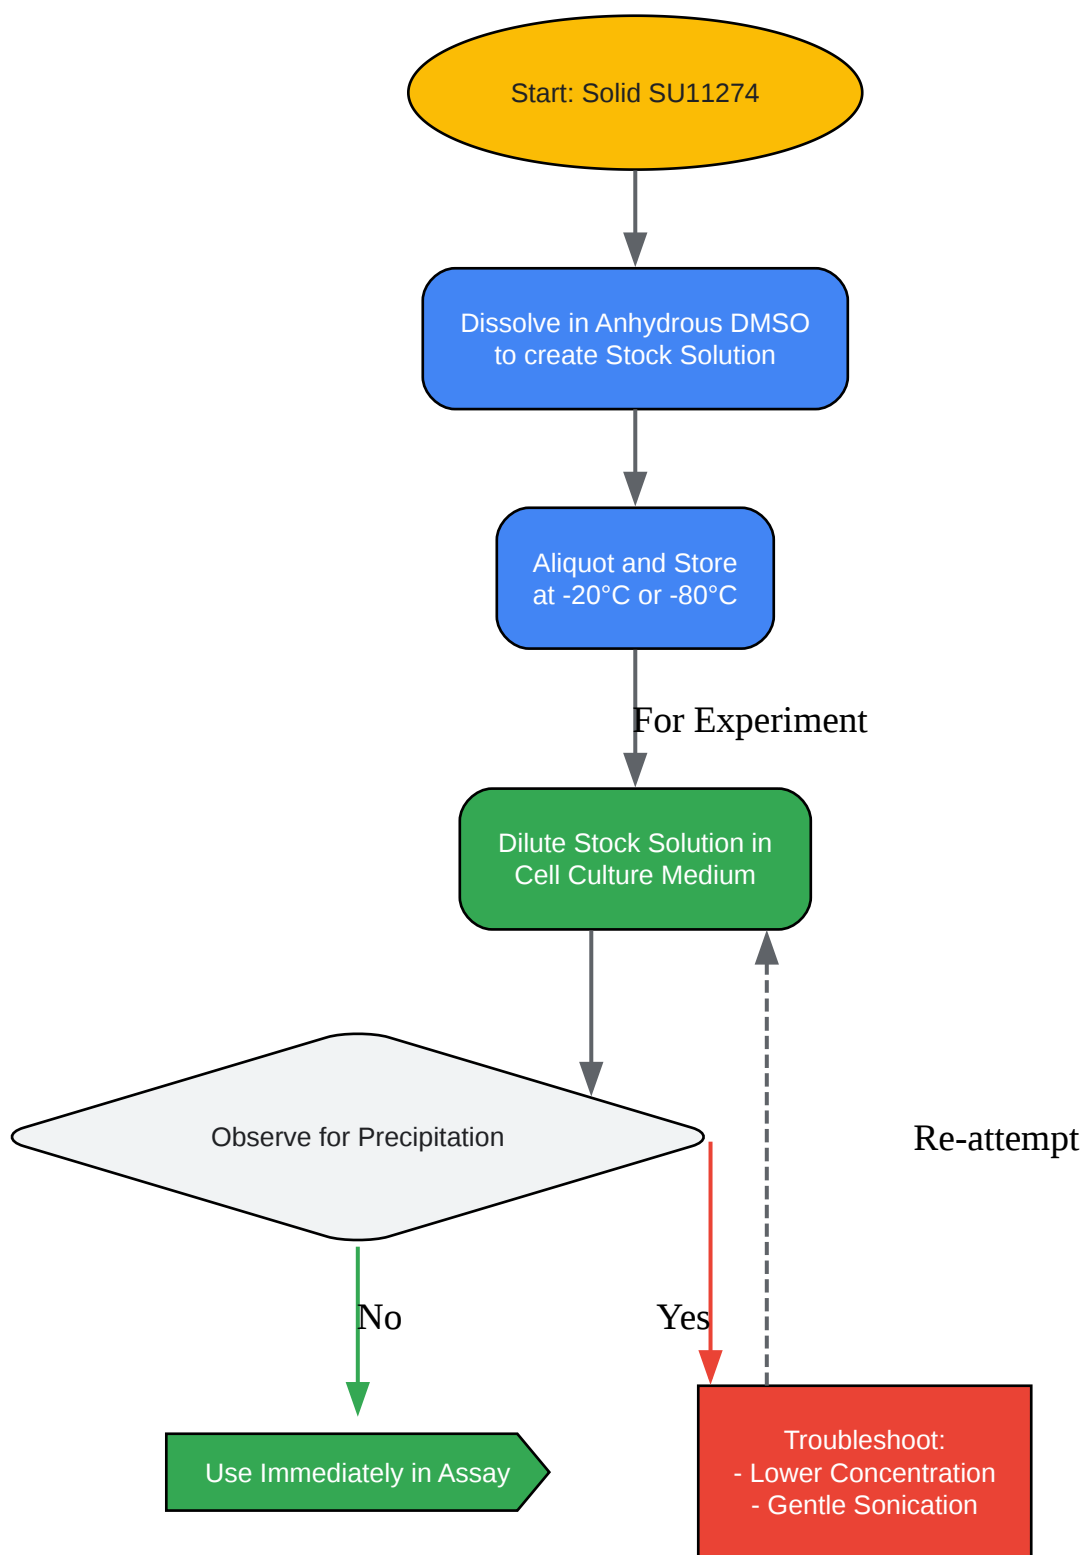 Start: Solid SU11274
Dissolve in Anhydrous DMSO
to create Stock Solution
Aliquot and Store
at -20°C or -80°C
For Experiment
Dilute Stock Solution in
Cell Culture Medium
Observe for Precipitation
Re-attempt
No
Yes
Use Immediately in Assay
Troubleshoot:
- Lower Concentration
- Gentle Sonication